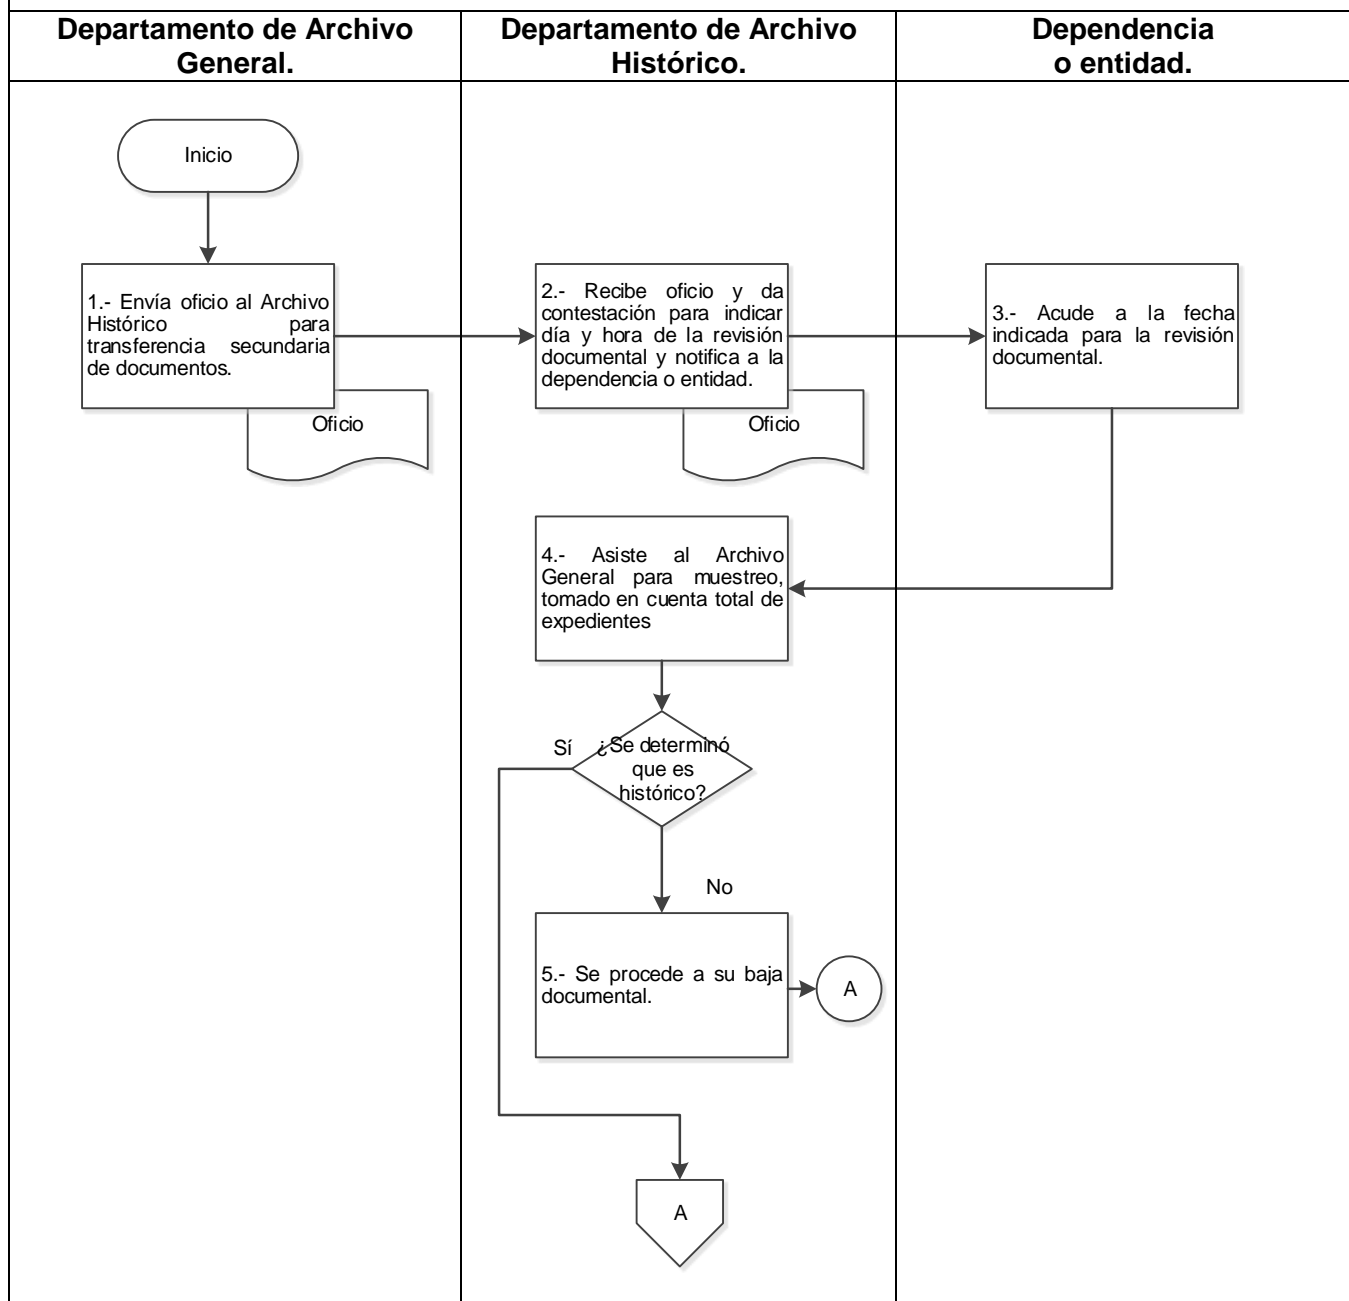 Departamento de Archivo
General.
Departamento de Archivo
Histórico.
Dependencia
o entidad.
Inicio
1.- Envía oficio al Archivo
Histórico para
transferencia secundaria
de documentos.
Oficio
2.- Recibe oficio y da
contestación para indicar
día y hora de la revisión
documental y notifica a la
dependencia o entidad.
Oficio
3.- Acude a la fecha
indicada para la revisión
documental.
4.- Asiste al Archivo
General para muestreo,
tomado en cuenta total de
expedientes
Sí
¿Se determinó
que es
histórico?
No
5.- Se procede a su baja
documental.
A
A